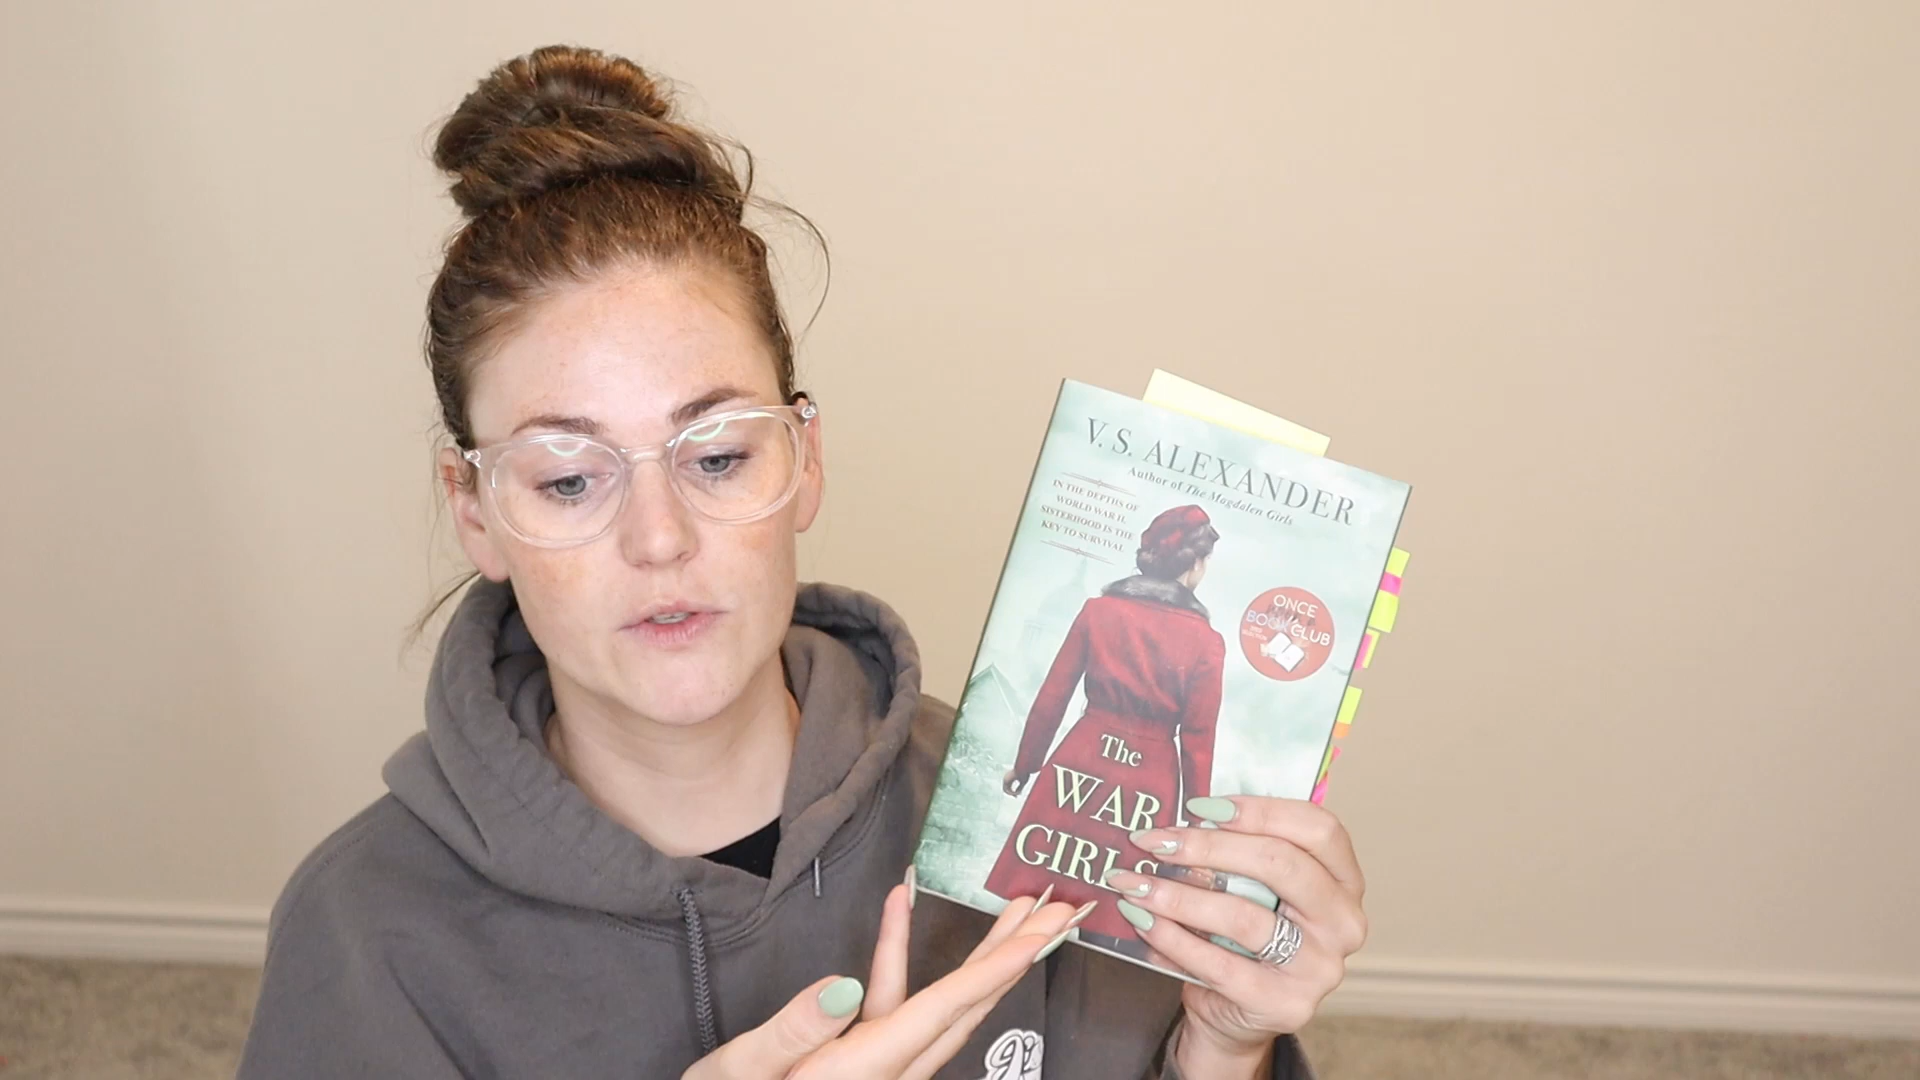 V. S. ALEXANDER
Author of The Magdalen Girls
IN THE DEPTHS OF
WORLD WAR II,
SISTERHOOD IS THE
KEY TO SURVIVAL
ONCE
BOOK CLUB
The
WAR
GIRLS